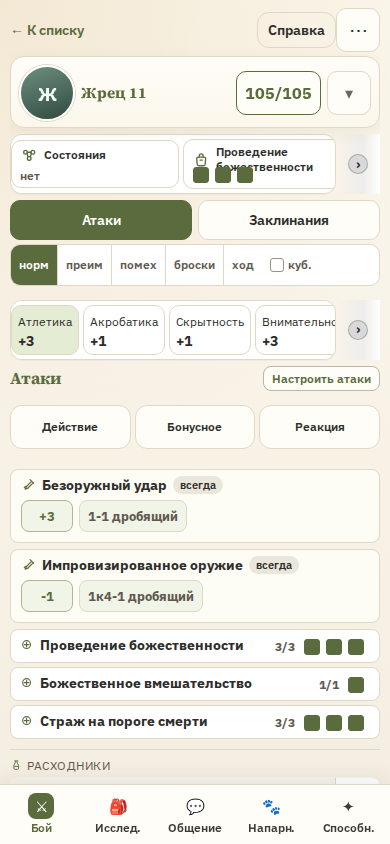 ← К списку
Справка
...
Ж
Жрец 11
105/105
▼
Состояния
нет
Проведение
божественности
›
Атаки
Заклинания
норм
преим
помех
броски
ход
куб.
Атлетика
+3
Акробатика
+1
Скрытность
+1
Внимательно
+3
›
Атаки
Настроить атаки
Действие
Бонусное
Реакция
Безоружный удар
всегда
+3
1-1 дробящий
Импровизированное оружие
всегда
-1
1к4-1 дробящий
Проведение божественности
3/3
Божественное вмешательство
1/1
Страж на пороге смерти
3/3
РАСХОДНИКИ
Бой
Исслед.
Общение
Напарн.
Способн.